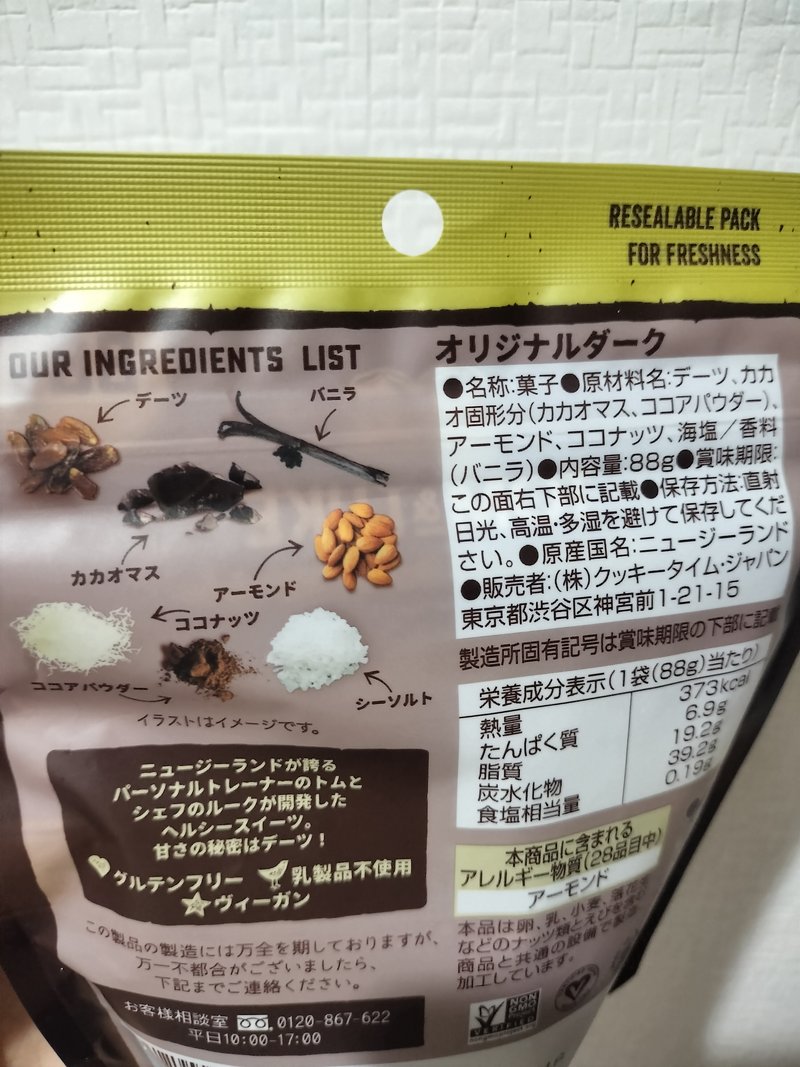 RESEALABLE PACK
FOR FRESHNESS
OUR INGREDIENTS LIST
デーツ
バニラ
カカオマス
アーモンド
ココナッツ
ココアパウダー
シーソルト
イラストはイメージです。
ニュージーランドが誇る
パーソナルトレーナーのトムと
シェフのルークが開発した
ヘルシースイーツ。
甘さの秘密はデーツ!
グルテンフリー 乳製品不使用
ヴィーガン
この製品の製造には万全を期しておりますが、
万一不都合がございましたら、
下記までご連絡ください。
お客様相談室 0120-867-622
平日10:00-17:00
オリジナルダーク
●名称:菓子●原材料名:デーツ、カカ
オ固形分(カカオマス、ココアパウダー)、
アーモンド、ココナッツ、海塩/香料
(バニラ)●内容量:88g●賞味期限:
この面右下部に記載●保存方法:直射
日光、高温・多湿を避けて保存してくだ
さい。●原産国名:ニュージーランド
●販売者:(株)クッキータイム・ジャパン
東京都渋谷区神宮前1-21-15
製造所固有記号は賞味期限の下部に記載
栄養成分表示(1袋(88g)当たり)
熱量 373kcal
たんぱく質 6.9g
脂質 19.2g
炭水化物 39.2g
食塩相当量 0.19g
本商品に含まれる
アレルギー物質(28品目中)
アーモンド
本品は卵、乳、小麦、落花生
などのナッツ類とえびを含む
商品と共通の設備で製造
加工しています。
NON
GMO
VERIFIED